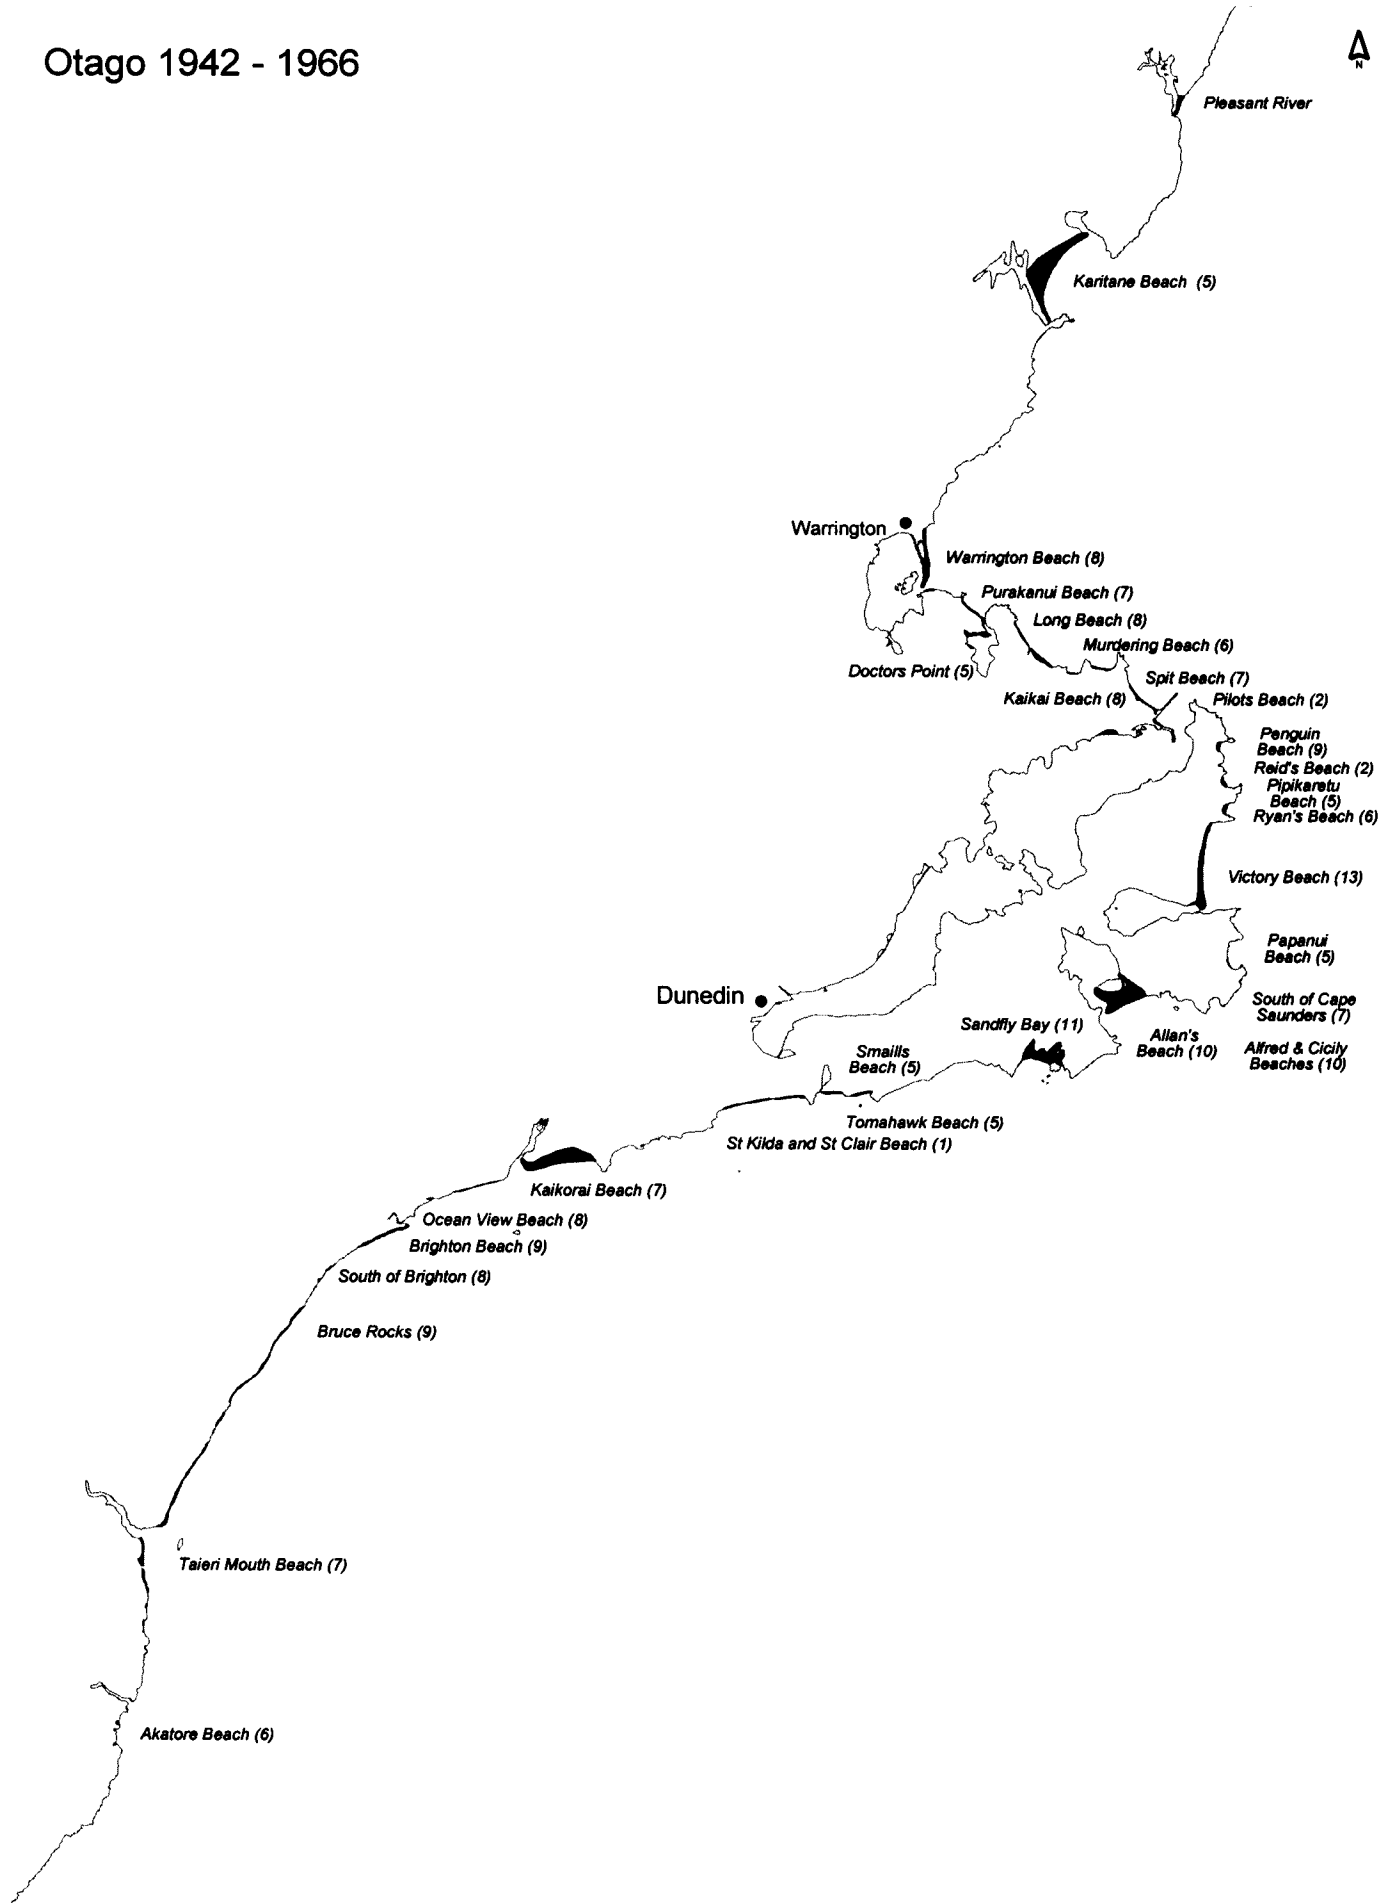 Otago 1942 - 1966
N
Pleasant River
Karitane Beach (5)
Warrington
Warrington Beach (8)
Purakanui Beach (7)
Long Beach (8)
Murdering Beach (6)
Doctors Point (5)
Spit Beach (7)
Kaikai Beach (8)
Pilots Beach (2)
Penguin
Beach (9)
Reid's Beach (2)
Pipikaretu
Beach (5)
Ryan's Beach (6)
Victory Beach (13)
Papanui
Beach (5)
Dunedin
South of Cape
Saunders (7)
Sandfly Bay (11)
Allan's
Beach (10)
Alfred & Cicily
Beaches (10)
Smaills
Beach (5)
Tomahawk Beach (5)
St Kilda and St Clair Beach (1)
Kaikorai Beach (7)
Ocean View Beach (8)
Brighton Beach (9)
South of Brighton (8)
Bruce Rocks (9)
Taieri Mouth Beach (7)
Akatore Beach (6)